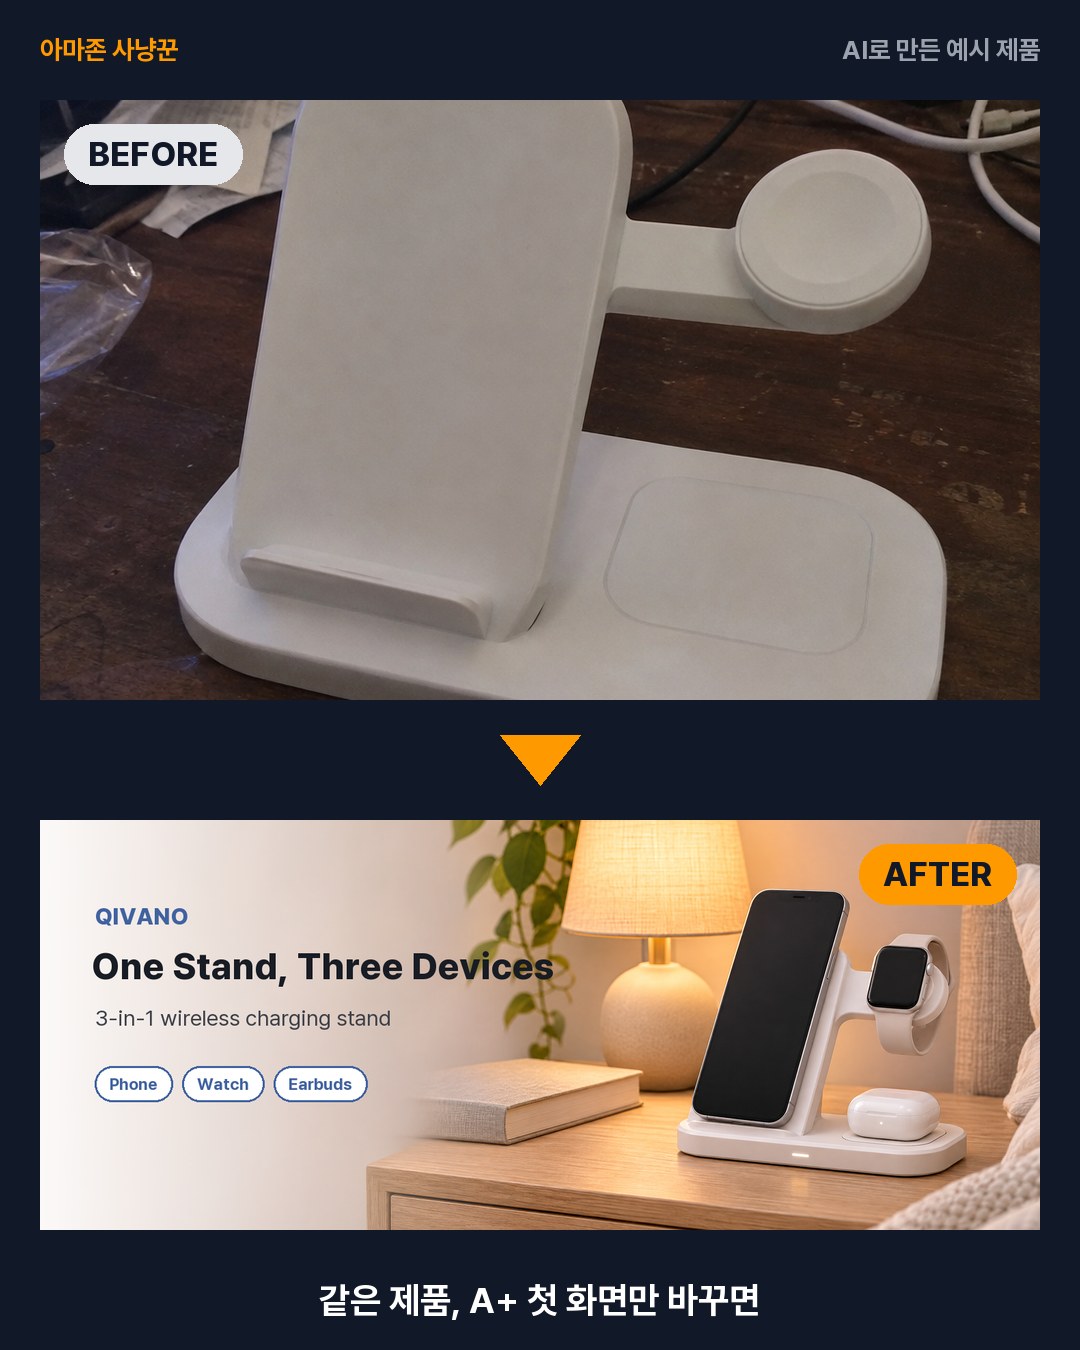 아마존 사냥꾼
AI로 만든 예시 제품
BEFORE
AFTER
QIVANO
One Stand, Three Devices
3-in-1 wireless charging stand
Phone
Watch
Earbuds
같은 제품, A+ 첫 화면만 바꾸면